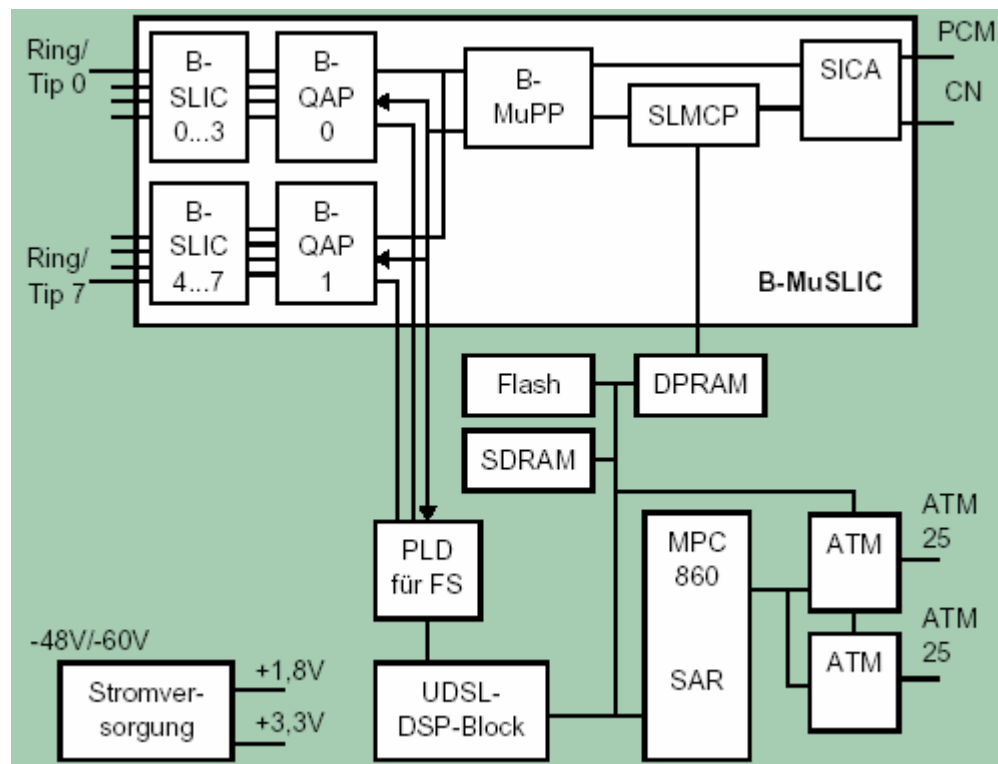 Ring/
Tip 0
B-
SLIC
0...3
B-
QAP
0
B-
MuPP
SLMCP
SICA
PCM
CN
Ring/
Tip 7
B-
SLIC
4...7
B-
QAP
1
B-MuSLIC
Flash
DPRAM
SDRAM
PLD
für FS
MPC
860
SAR
ATM
ATM
25
ATM
ATM
25
-48V/-60V
Stromver-
sorgung
+1,8V
+3,3V
UDSL-
DSP-Block